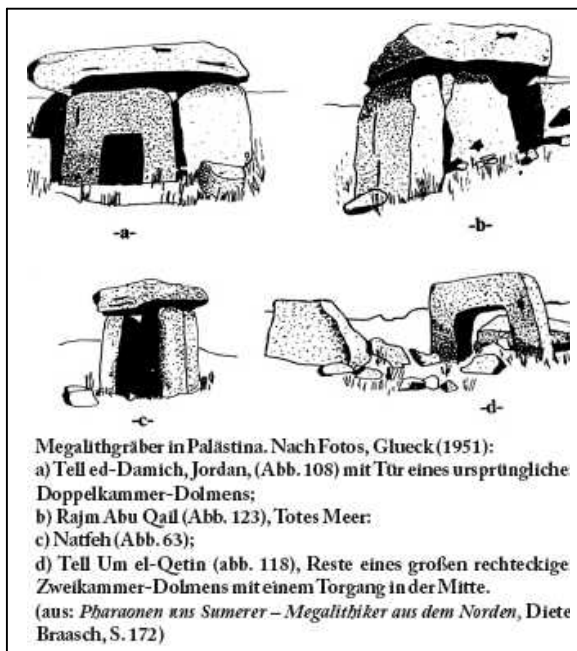 -a-
-b-
-c-
-d-
Megalithgräber in Palästina. Nach Fotos, Glueck (1951):
a) Tell ed-Damich, Jordan, (Abb. 108) mit Tür eines ursprüngliche
Doppelkammer-Dolmens;
b) Rajm Abu Qail (Abb. 123), Totes Meer:
c) Natfeh (Abb. 63);
d) Tell Um el-Qetin (abb. 118), Reste eines großen rechteckige
Zweikammer-Dolmens mit einem Torgang in der Mitte.
(aus: Pharaonen uns Sumerer – Megalithiker aus dem Norden, Diete
Braasch, S. 172)